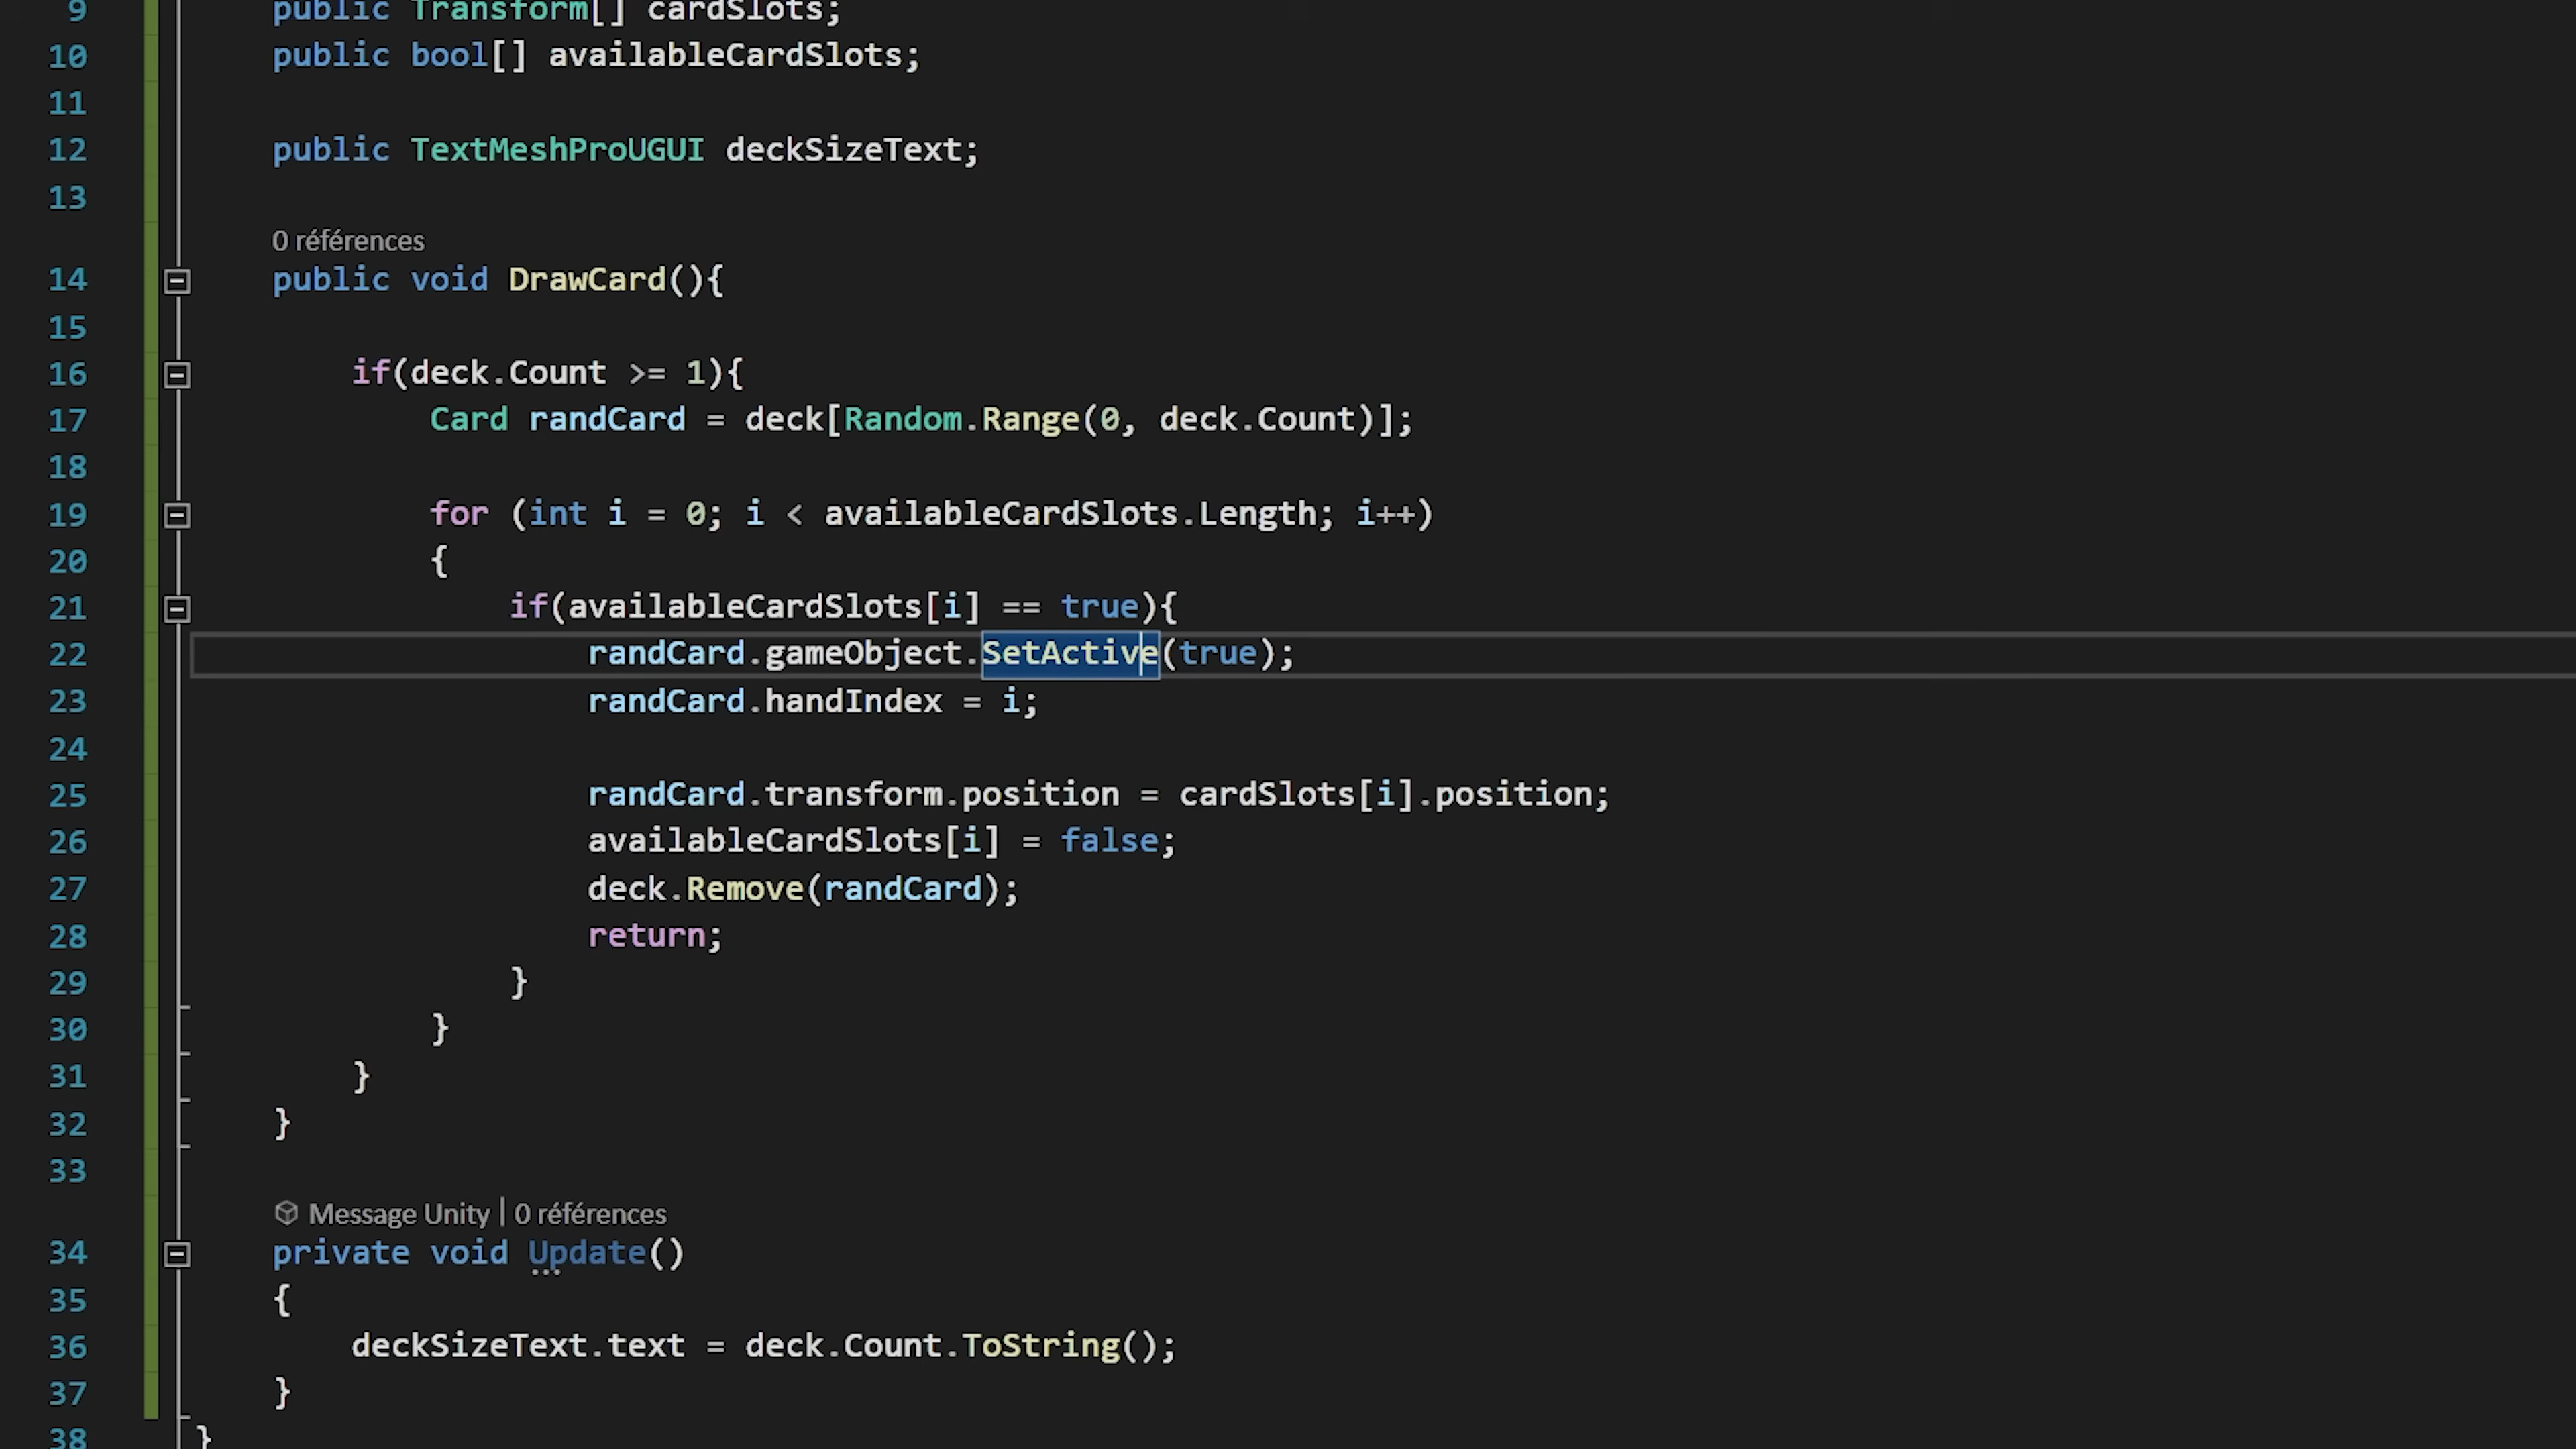 9 public Transform[] cardSlots;
10 public bool[] availableCardSlots;
11
12 public TextMeshProUGUI deckSizeText;
13
0 références
14 public void DrawCard(){
15
16 if(deck.Count >= 1){
17 Card randCard = deck[Random.Range(0, deck.Count)];
18
19 for (int i = 0; i < availableCardSlots.Length; i++)
20 {
21 if(availableCardSlots[i] == true){
22 randCard.gameObject.SetActive(true);
23 randCard.handIndex = i;
24
25 randCard.transform.position = cardSlots[i].position;
26 availableCardSlots[i] = false;
27 deck.Remove(randCard);
28 return;
29 }
30 }
31 }
32 }
33
Message Unity | 0 références
34 private void Update()
35 {
36 deckSizeText.text = deck.Count.ToString();
37 }
38 }